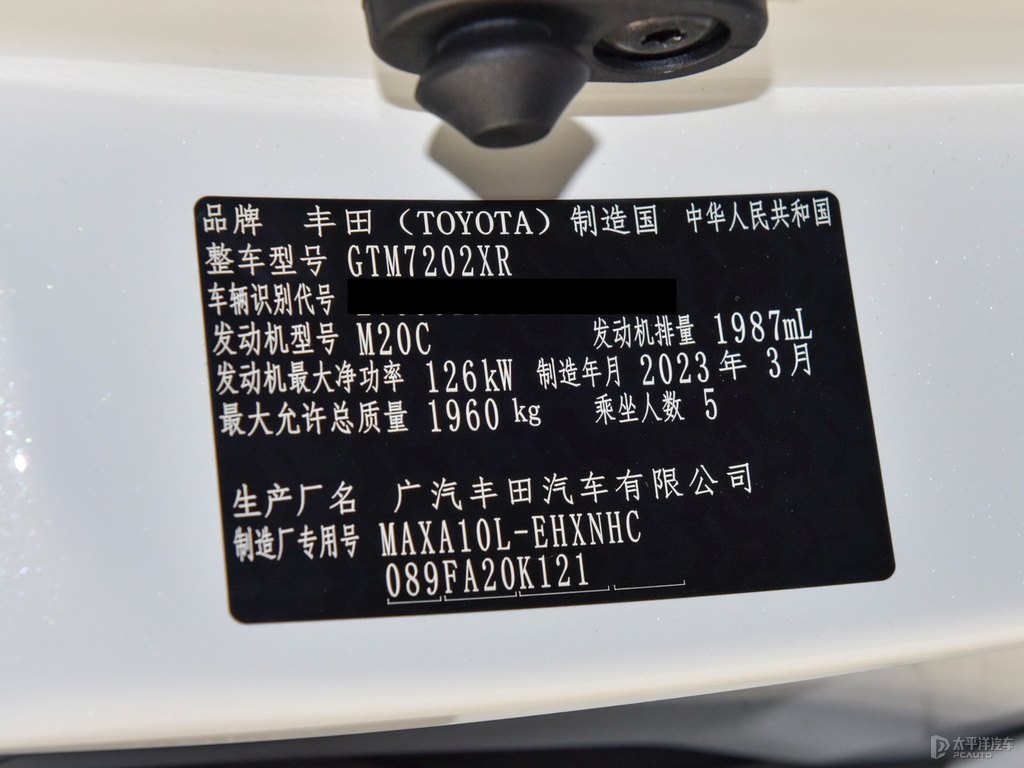 品牌 丰田（TOYOTA）制造国 中华人民共和国
整车型号 GTM7202XR
车辆识别代号
发动机型号 M20C 发动机排量 1987mL
发动机最大净功率 126kW 制造年月 2023年 3月
最大允许总质量 1960 kg 乘坐人数 5
生产厂名 广汽丰田汽车有限公司
制造厂专用号 MAXA10L-EHXNHC
089FA20K121
太平洋汽车
PCAUTO